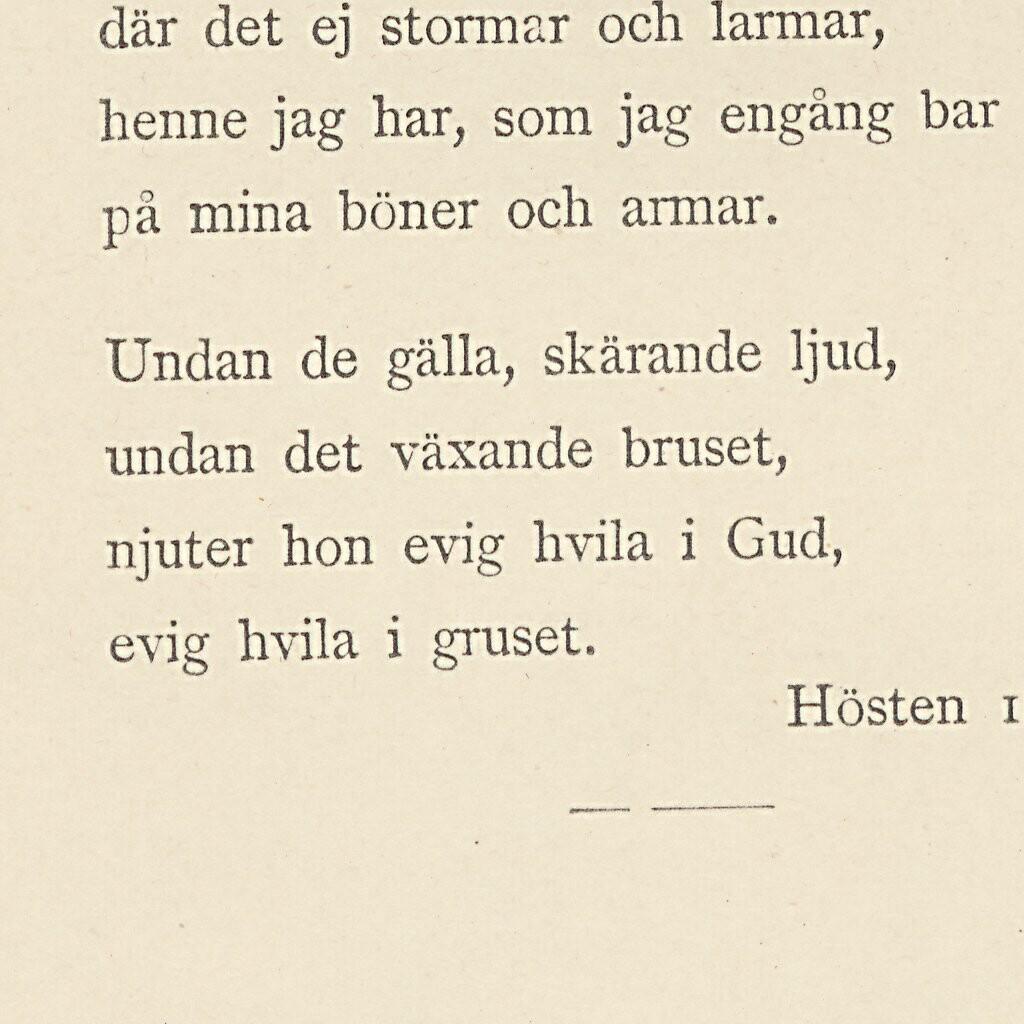 där det ej stormar och larmar,
henne jag har, som jag engång bar
på mina böner och armar.
Undan de gälla, skärande ljud,
undan det växande bruset,
njuter hon evig hvila i Gud,
evig hvila i gruset.
Hösten 1